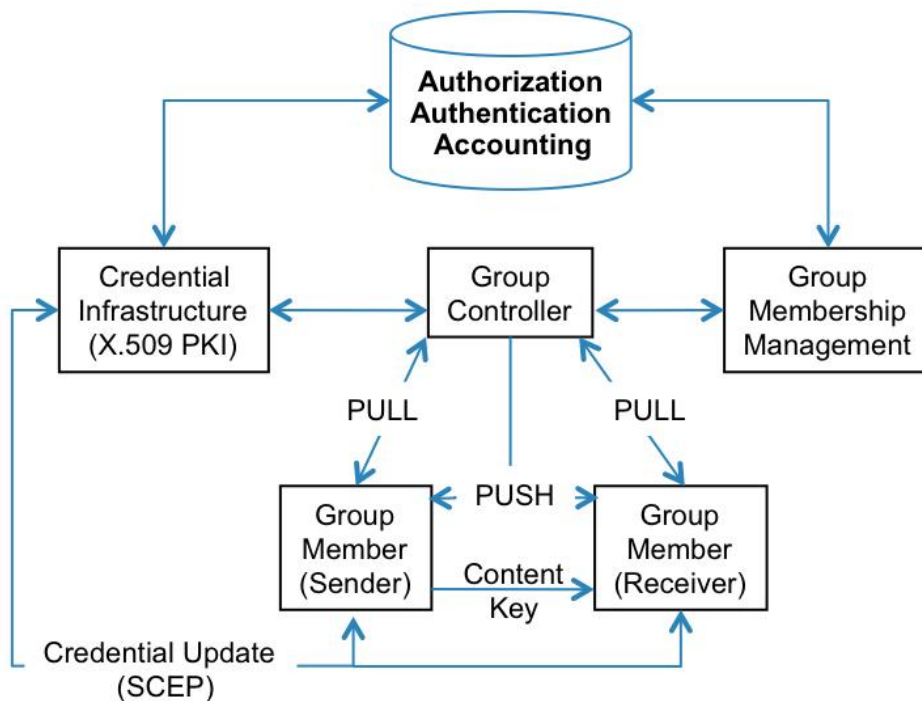 Authorization
Authentication
Accounting
Credential
Infrastructure
(X.509 PKI)
Group
Controller
Group
Membership
Management
PULL
PULL
PUSH
Group
Member
(Sender)
Content
Key
Group
Member
(Receiver)
Credential Update
(SCEP)